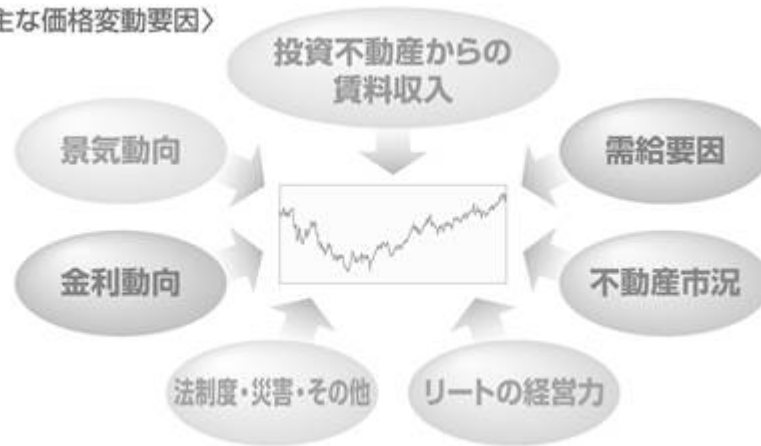 主な価格変動要因〉
投資不動産からの
賃料収入
景気動向
需給要因
金利動向
不動産市況
法制度・災害・その他
リートの経営力